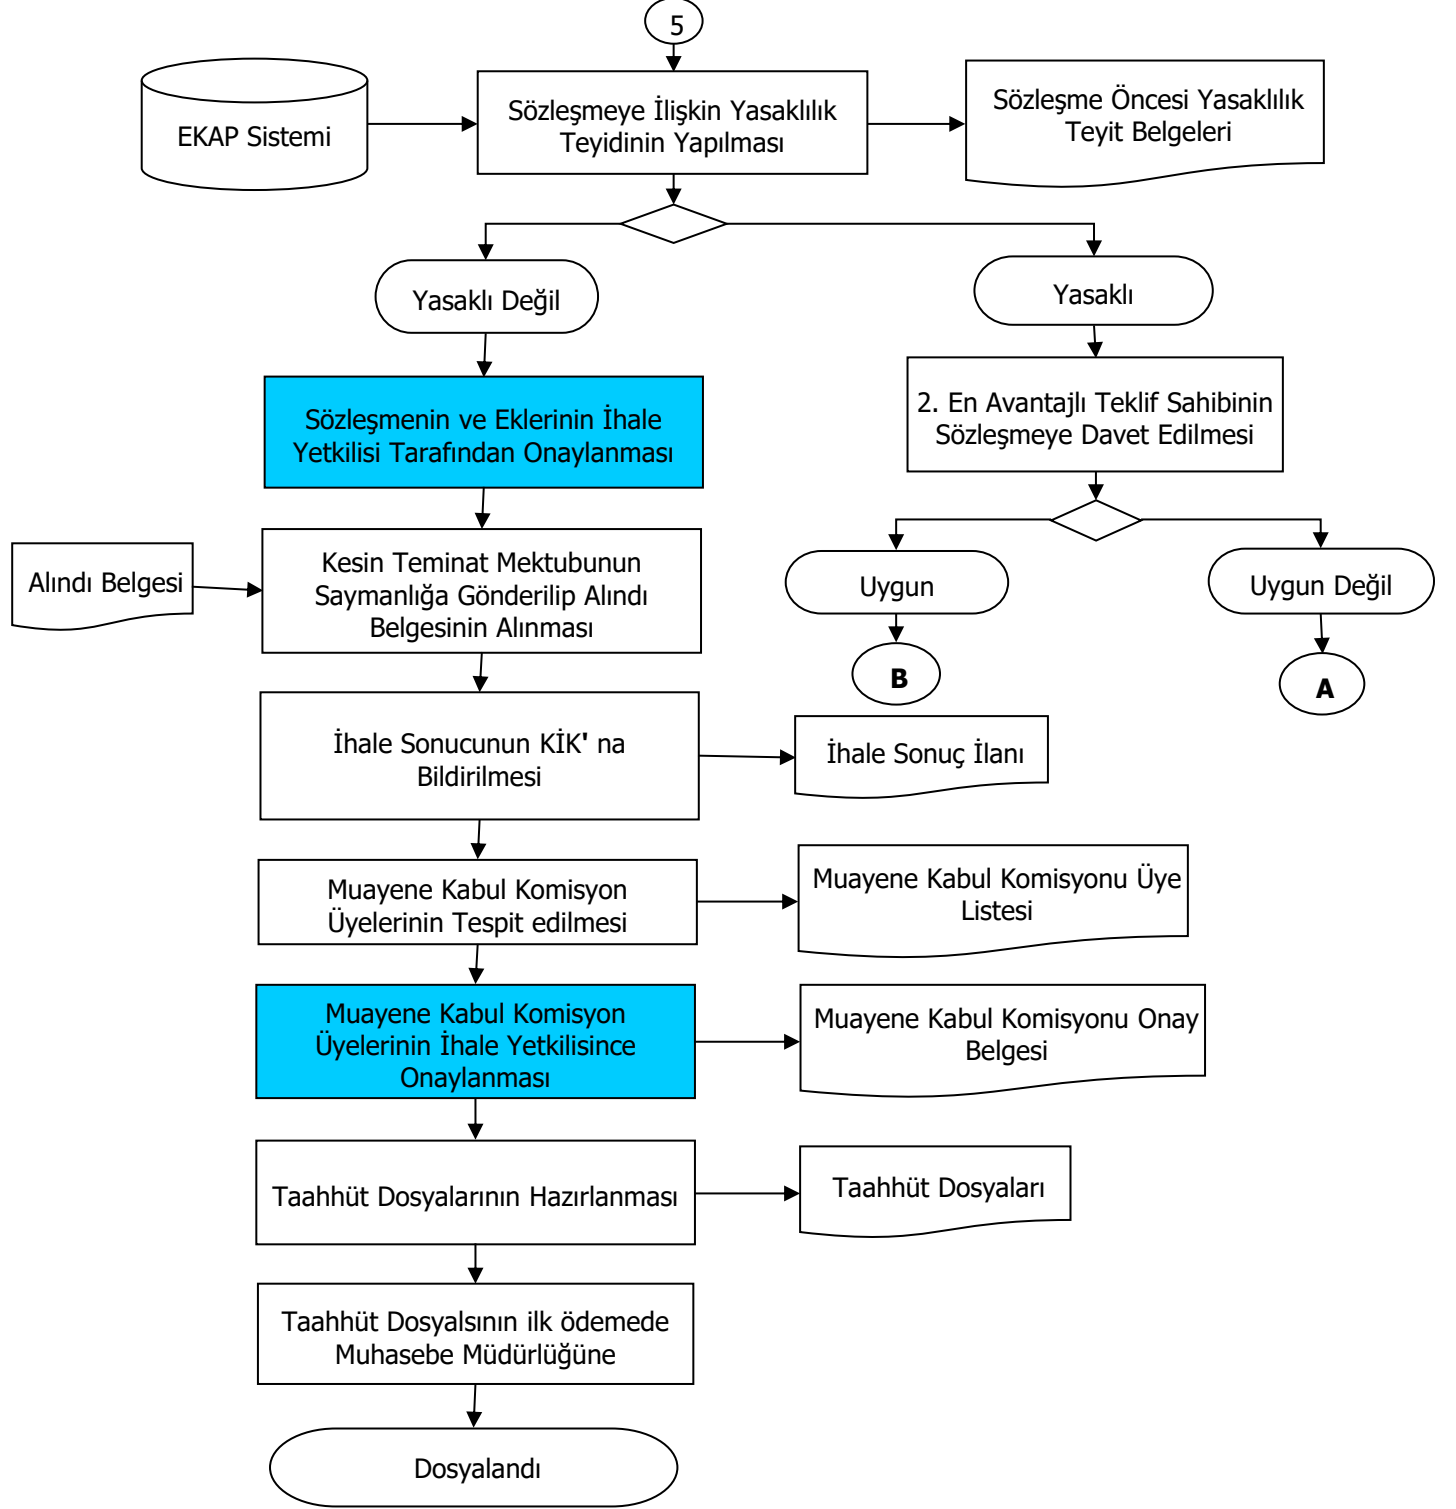 5
EKAP Sistemi
Sözleşmeye İlişkin Yasaklılık
Teyidinin Yapılması
Sözleşme Öncesi Yasaklılık
Teyit Belgeleri
Yasaklı Değil
Yasaklı
Sözleşmenin ve Eklerinin İhale
Yetkilisi Tarafından Onaylanması
2. En Avantajlı Teklif Sahibinin
Sözleşmeye Davet Edilmesi
Alındı Belgesi
Kesin Teminat Mektubunun
Saymanlığa Gönderilip Alındı
Belgesinin Alınması
Uygun
Uygun Değil
B
A
İhale Sonucunun KİK' na
Bildirilmesi
İhale Sonuç İlanı
Muayene Kabul Komisyon
Üyelerinin Tespit edilmesi
Muayene Kabul Komisyonu Üye
Listesi
Muayene Kabul Komisyon
Üyelerinin İhale Yetkilisince
Onaylanması
Muayene Kabul Komisyonu Onay
Belgesi
Taahhüt Dosyalarının Hazırlanması
Taahhüt Dosyaları
Taahhüt Dosyalsının ilk ödemede
Muhasebe Müdürlüğüne
Dosyalandı